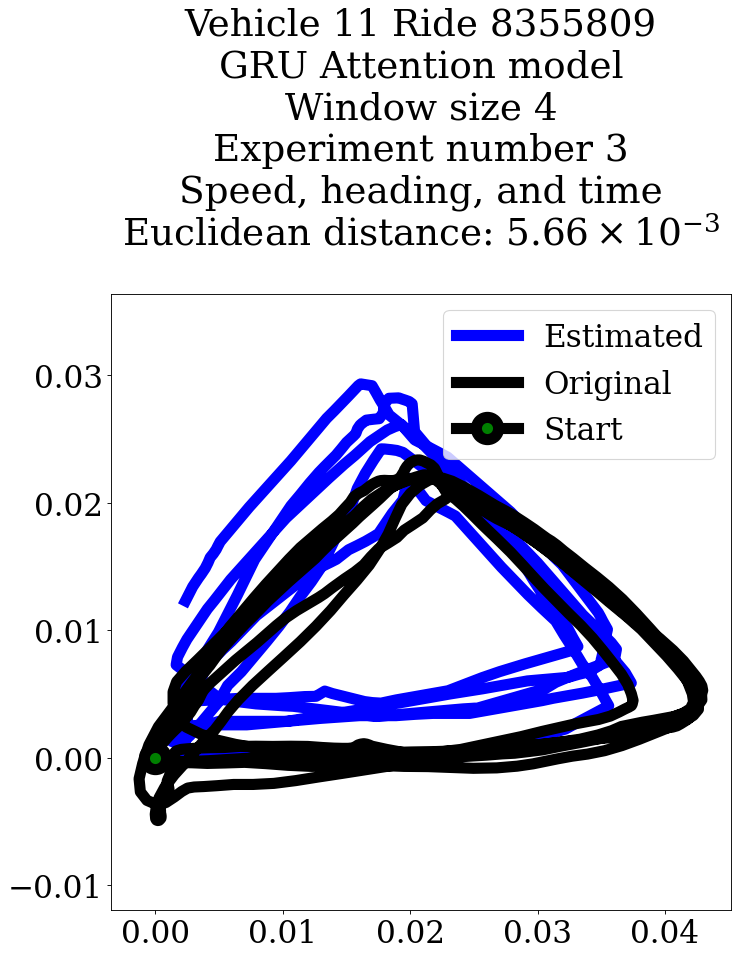 Vehicle 11 Ride 8355809
GRU Attention model
Window size 4
Experiment number 3
Speed, heading, and time
Euclidean distance: 5.66 × 10⁻³
Estimated
Original
Start
0.03
0.02
0.01
0.00
−0.01
0.00 0.01 0.02 0.03 0.04